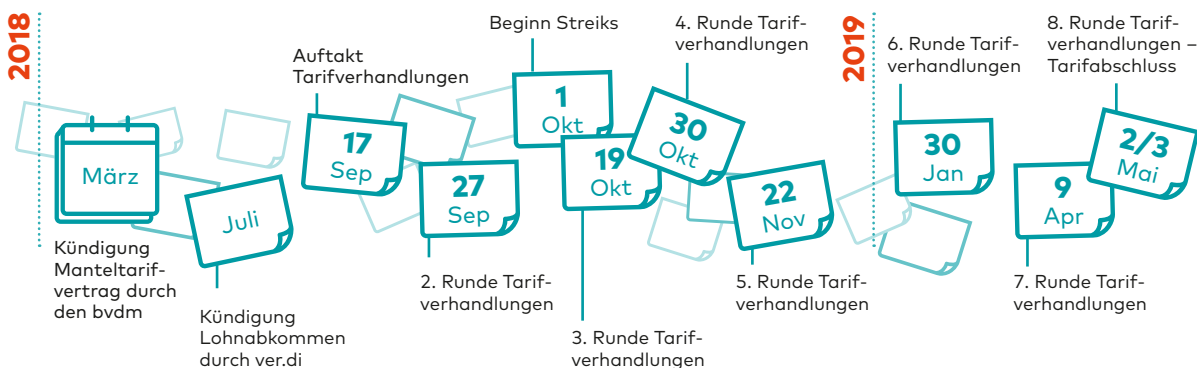 2018
März
Kündigung
Manteltarif-
vertrag durch
den bvdm
Juli
Kündigung
Lohnabkommen
durch ver.di
Auftakt
Tarifverhandlungen
17
Sep
27
Sep
2. Runde Tarif-
verhandlungen
Beginn Streiks
1
Okt
19
Okt
3. Runde Tarif-
verhandlungen
4. Runde Tarif-
verhandlungen
30
Okt
22
Nov
5. Runde Tarif-
verhandlungen
2019
6. Runde Tarif-
verhandlungen
30
Jan
9
Apr
7. Runde Tarif-
verhandlungen
8. Runde Tarif-
verhandlungen –
Tarifabschluss
2/3
Mai